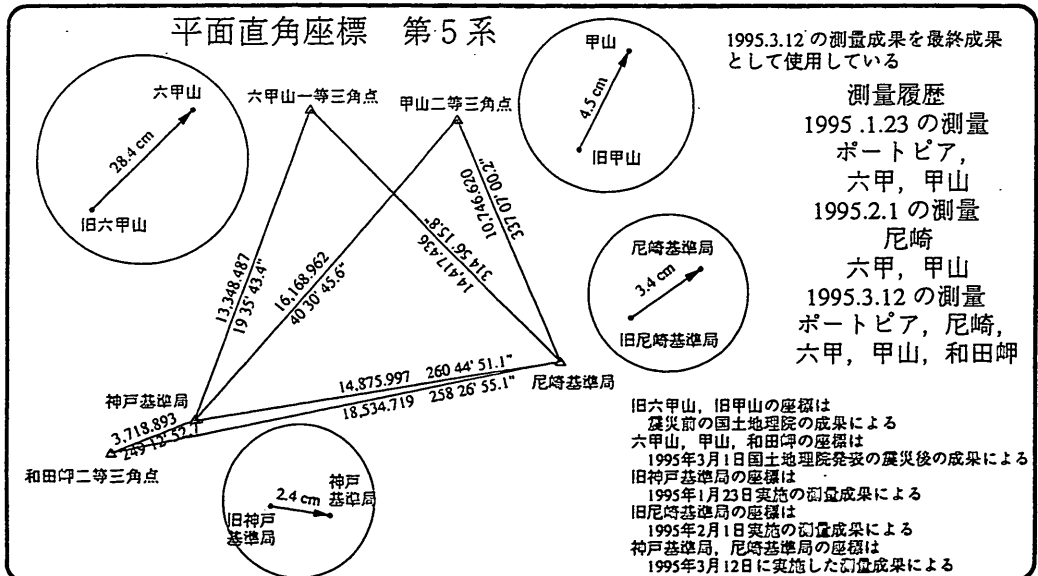 平面直角座標 第5系
1995.3.12の測量成果を最終成果
として使用している
測量履歴
1995 .1.23の測量
ポートピア,
六甲, 甲山
1995.2.1の測量
尼崎
六甲, 甲山
1995.3.12の測量
ポートピア, 尼崎,
六甲, 甲山, 和田岬
六甲山
28.4 cm
旧六甲山
六甲山一等三角点
甲山二等三角点
甲山
4.5 cm
旧甲山
尼崎基準局
3.4 cm
旧尼崎基準局
13,348.487
19 35' 43.4"
16,168.962
40 30' 45.6"
314 56' 15.8"
14,417.436
337 07' 00.2"
10,746.620
14,875.997 260 44' 51.1"
18,534.719 258 26' 55.1"
尼崎基準局
神戸基準局
3,718.893
249 12' 52.7"
和田岬二等三角点
神戸
基準局
2.4 cm
旧神戸
基準局
旧六甲山, 旧甲山の座標は
震災前の国土地理院の成果による
六甲山, 甲山, 和田岬の座標は
1995年3月1日国土地理院発表の震災後の成果による
旧神戸基準局の座標は
1995年1月23日実施の測量成果による
旧尼崎基準局の座標は
1995年2月1日実施の測量成果による
神戸基準局, 尼崎基準局の座標は
1995年3月12日に実施した測量成果による